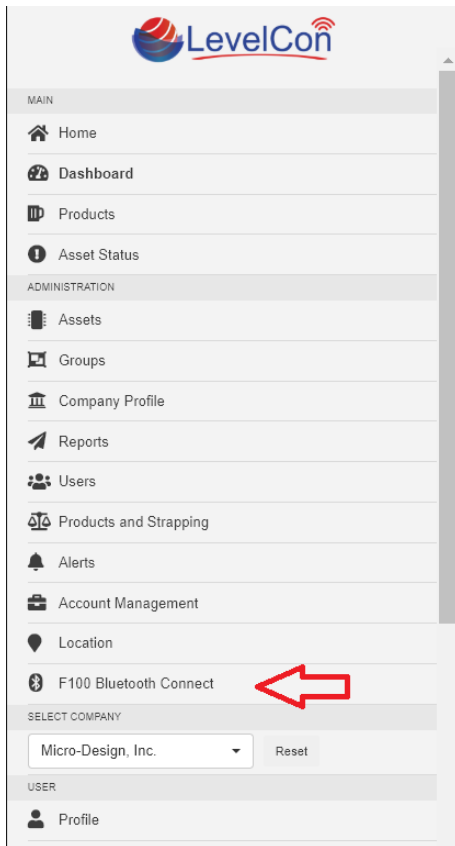 LevelCon
MAIN
Home
Dashboard
Products
Asset Status
ADMINISTRATION
Assets
Groups
Company Profile
Reports
Users
Products and Strapping
Alerts
Account Management
Location
F100 Bluetooth Connect
SELECT COMPANY
Micro-Design, Inc. Reset
USER
Profile